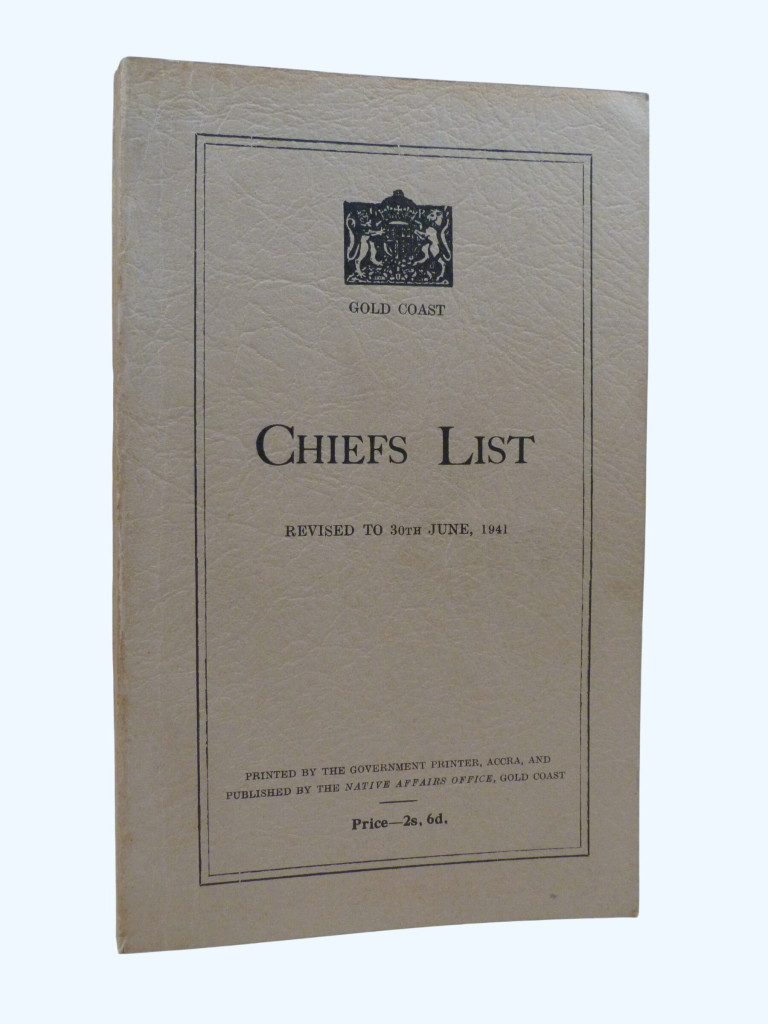 GOLD COAST
CHIEFS LIST
REVISED TO 30TH JUNE, 1941
PRINTED BY THE GOVERNMENT PRINTER, ACCRA, AND
PUBLISHED BY THE NATIVE AFFAIRS OFFICE, GOLD COAST
Price—2s. 6d.